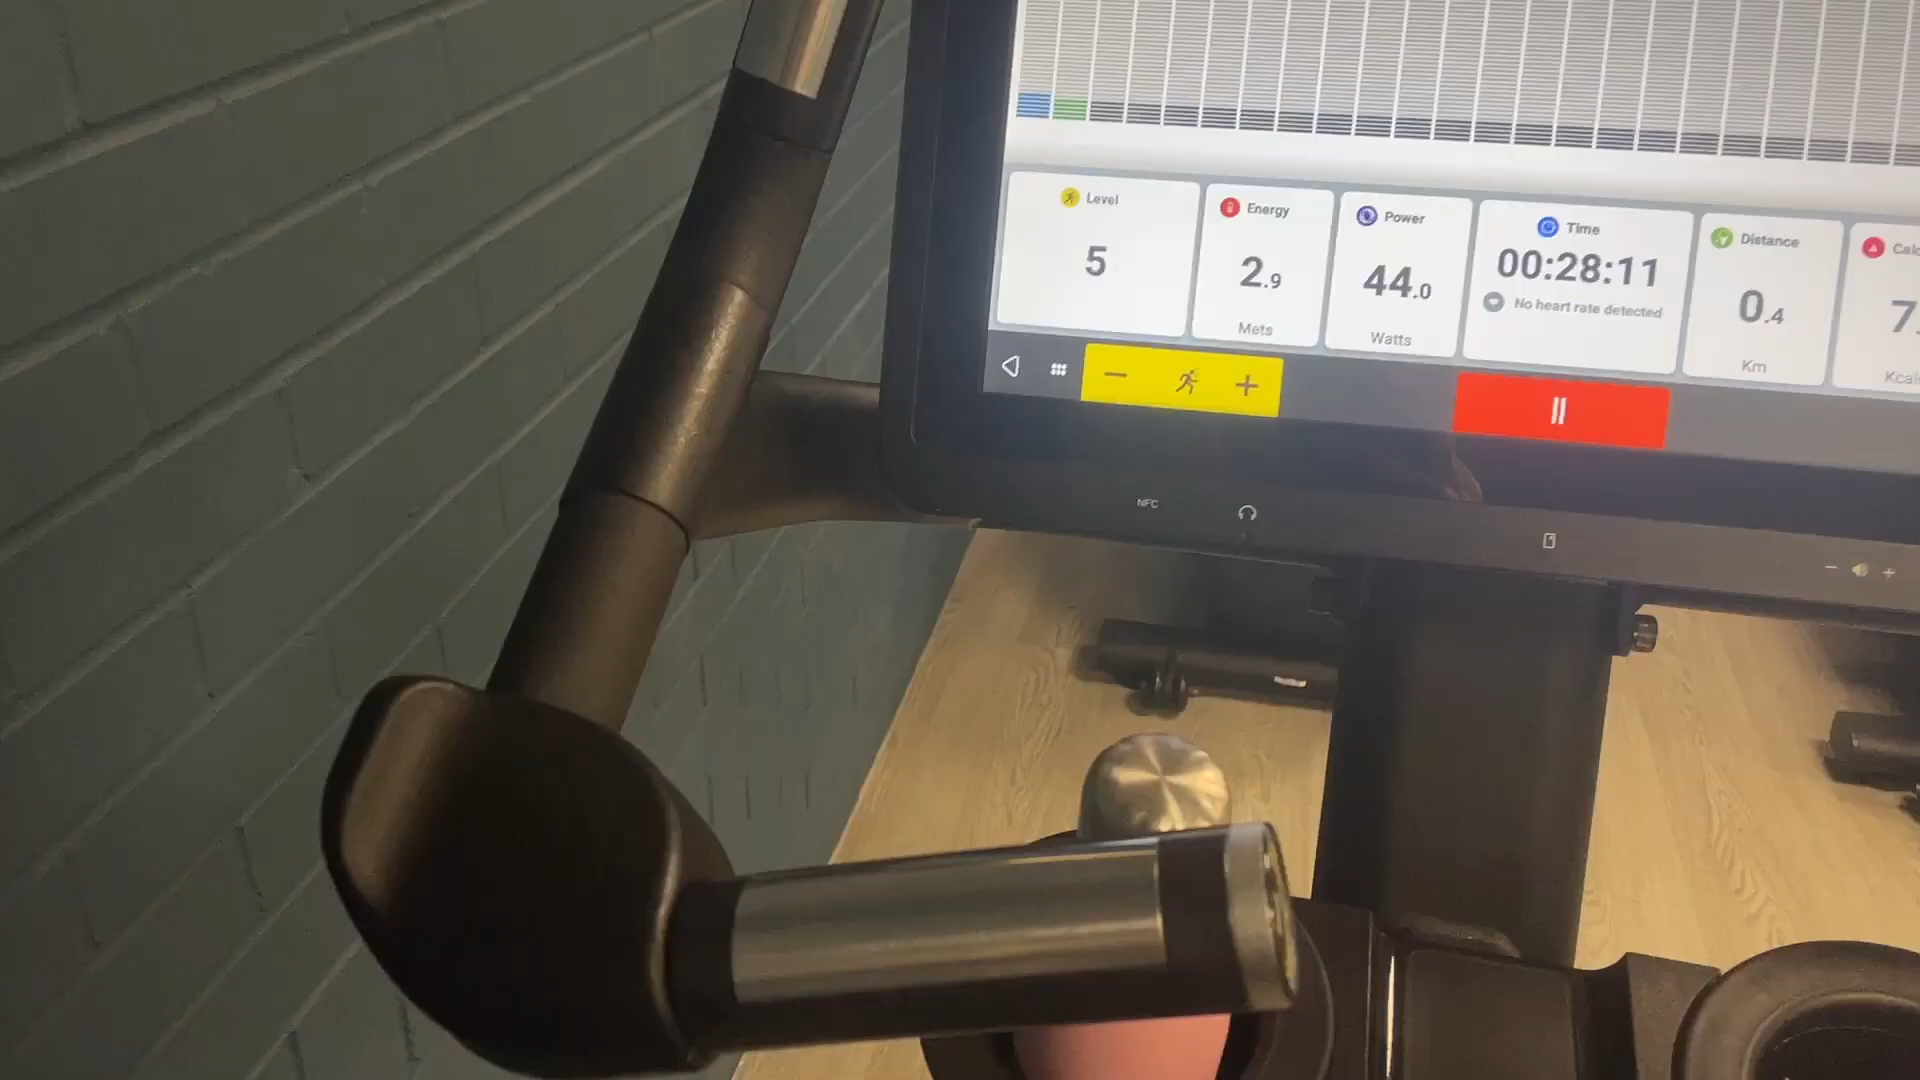 Level
5
Energy
2.9
Mets
Power
44.0
Watts
Time
00:28:11
No heart rate detected
Distance
0.4
Km
7.
NFC